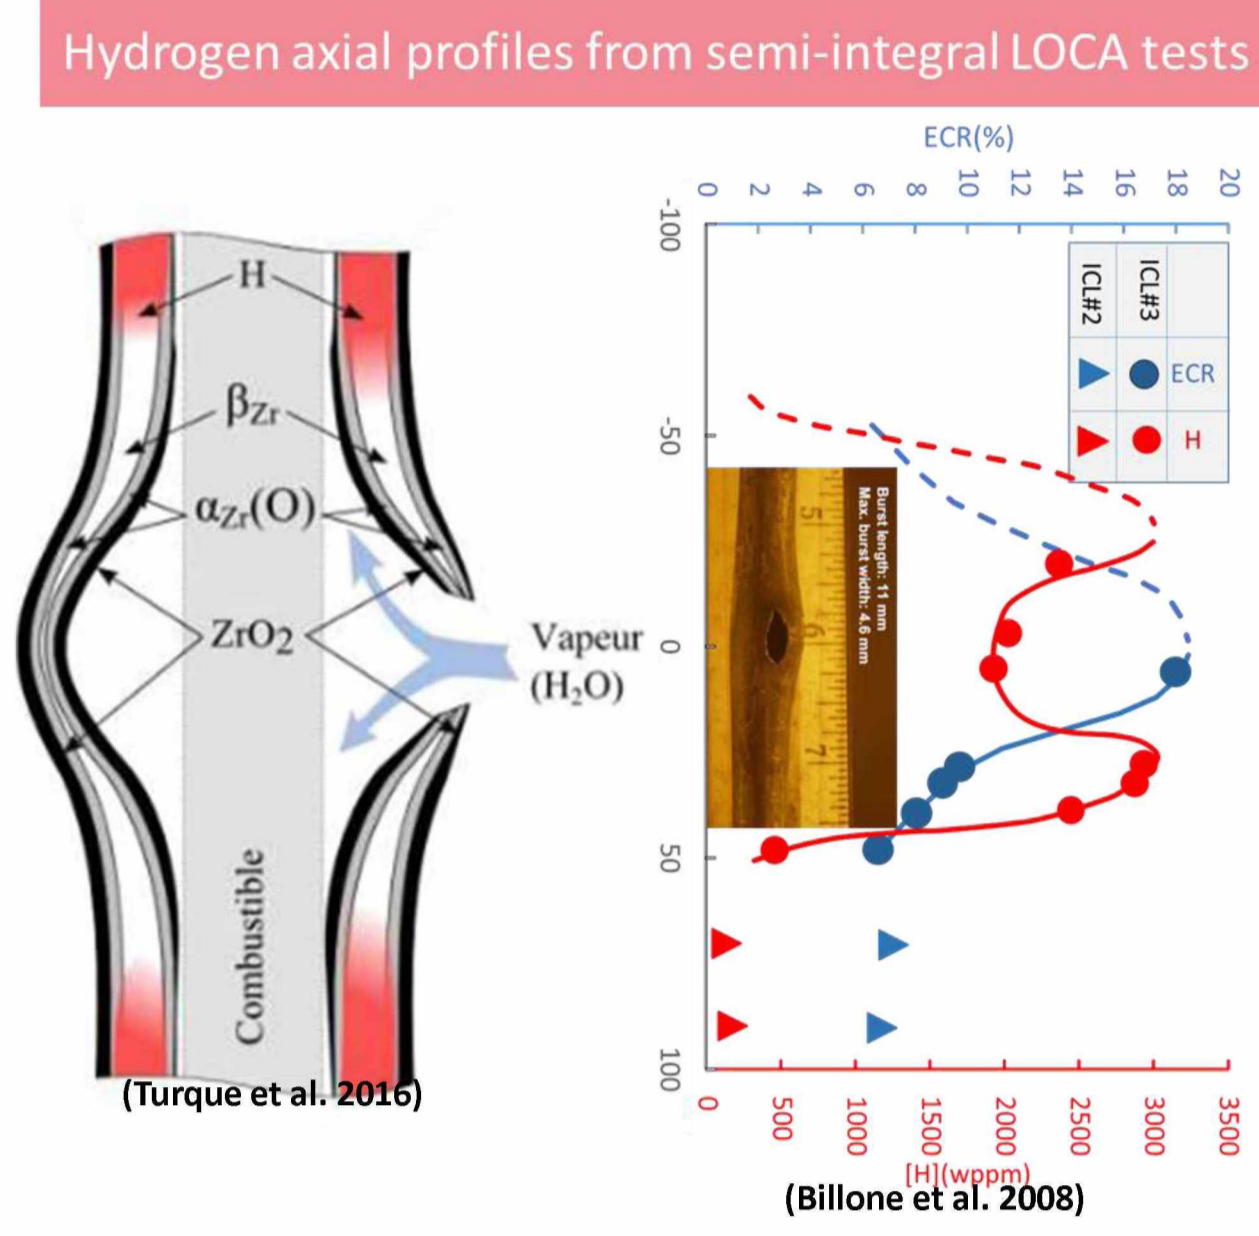 Hydrogen axial profiles from semi-integral LOCA tests
H
βZr
αZr(O)
ZrO2
Vapeur
(H₂O)
Combustible
(Turque et al. 2016)
ECR(%)
0 2 4 6 8 10 12 14 16 18 20
-100
-50
0
50
100
ICL#2
ICL#3
ECR
H
Burst length: 11 mm
Max. burst width: 4.6 mm
5
6
7
0 500 1000 1500 2000 2500 3000 3500
[H](wppm)
(Billone et al. 2008)